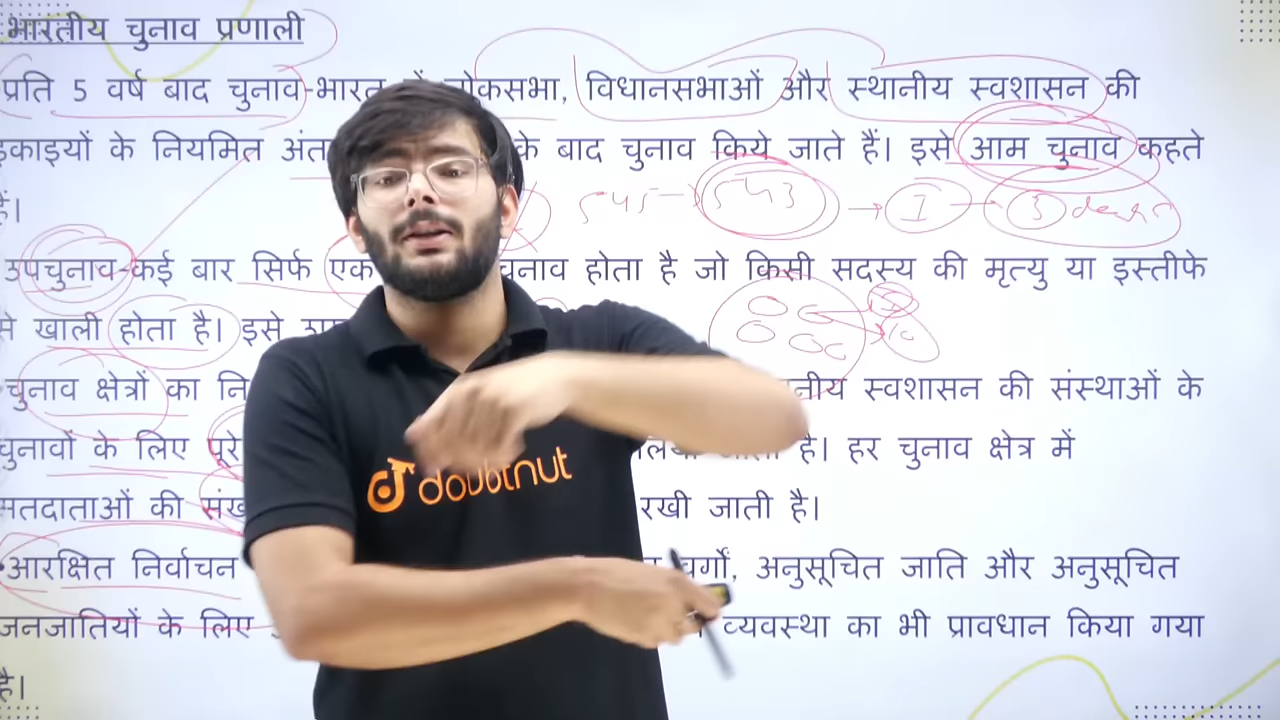 भारतीय चुनाव प्रणाली
प्रति 5 वर्ष बाद चुनाव-भारत लोकसभा, विधानसभाओं और स्थानीय स्वशासन की
इकाइयों के नियमित के बाद चुनाव किये जाते हैं। इसे आम चुनाव कहते
हैं।
545 → 543 → 1 →
उपचुनाव-कई बार सिर्फ एक चुनाव होता है जो किसी सदस्य की मृत्यु या इस्तीफे
से खाली होता है। इसे
चुनाव क्षेत्रों का स्वशासन की संस्थाओं के
चुनावों के लिए पूरे है। हर चुनाव क्षेत्र में
मतदाताओं की रखी जाती है।
•आरक्षित निर्वाचन वर्गों, अनुसूचित जाति और अनुसूचित
जनजातियों के लिए व्यवस्था का भी प्रावधान किया गया
है।
doubtnut